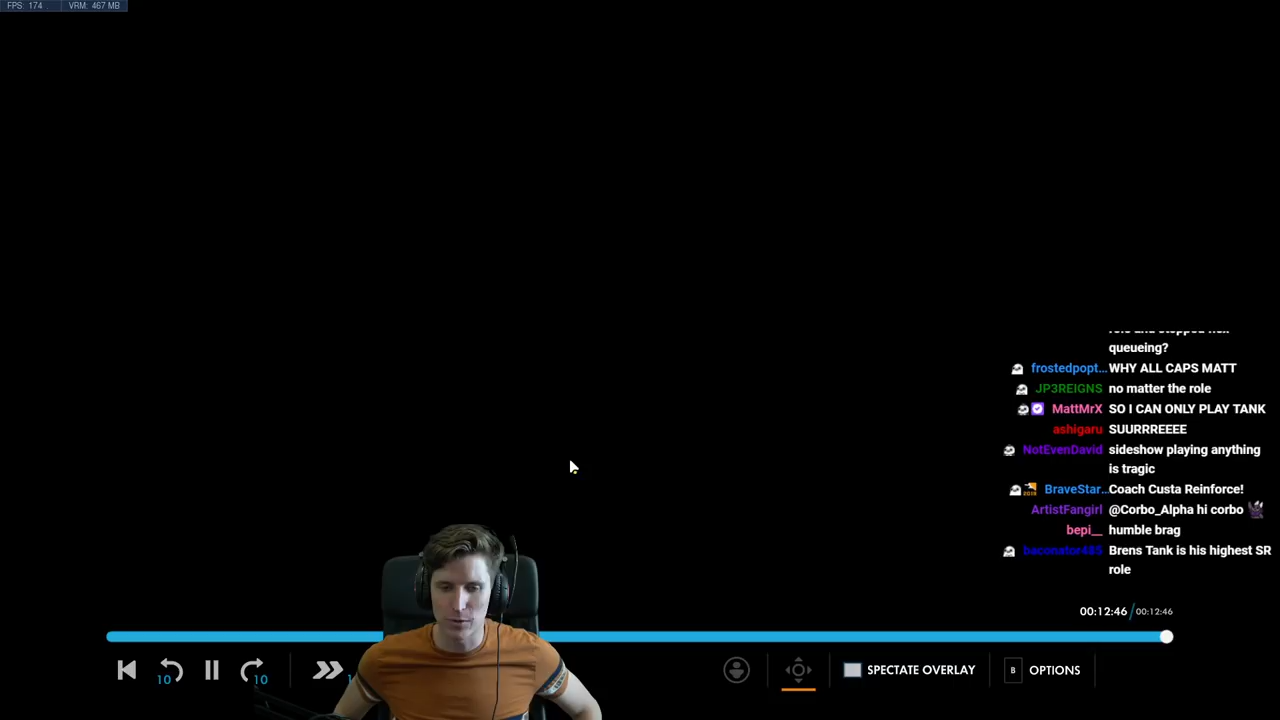 FPS: 174 VRM: 467 MB
queueing?
frostedpopt... WHY ALL CAPS MATT
JP3REIGNS no matter the role
MattMrX SO I CAN ONLY PLAY TANK
ashigaru SUURRREEEE
NotEvenDavid sideshow playing anything
is tragic
BraveStar... Coach Custa Reinforce!
ArtistFangirl @Corbo_Alpha hi corbo
bepi__ humble brag
baconator485 Brens Tank is his highest SR
role
00:12:46/00:12:46
10 10 1 SPECTATE OVERLAY B OPTIONS